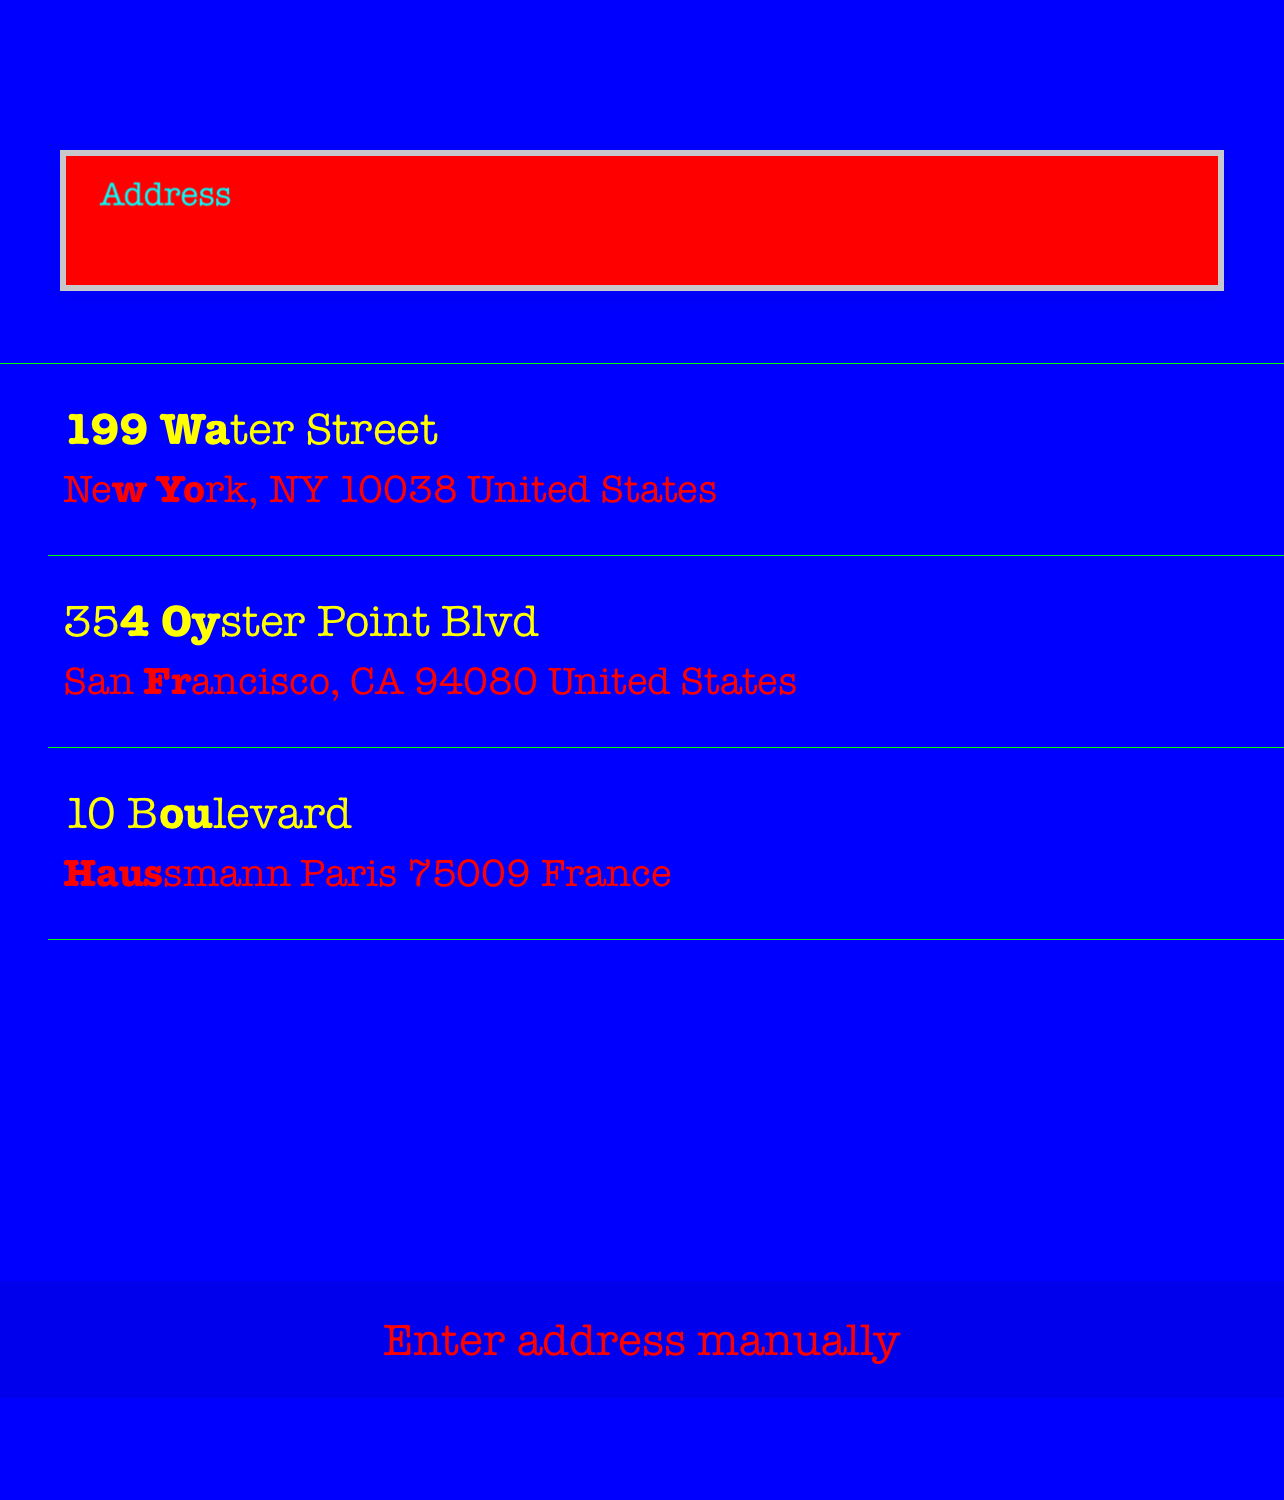 Address
199 Water Street
New York, NY 10038 United States
354 Oyster Point Blvd
San Francisco, CA 94080 United States
10 Boulevard
Haussmann Paris 75009 France
Enter address manually